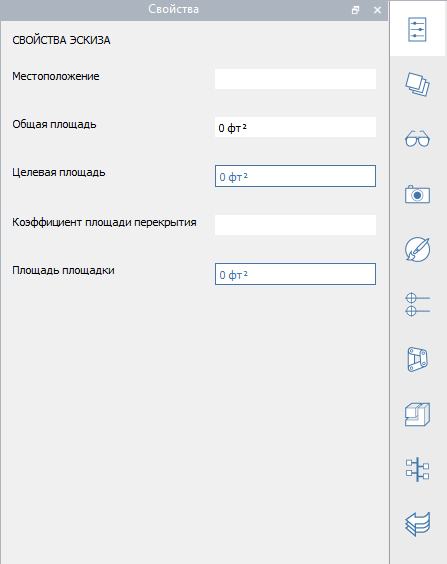 Свойства
СВОЙСТВА ЭСКИЗА
Местоположение
Общая площадь 0 фт²
Целевая площадь 0 фт²
Коэффициент площади перекрытия
Площадь площадки 0 фт²